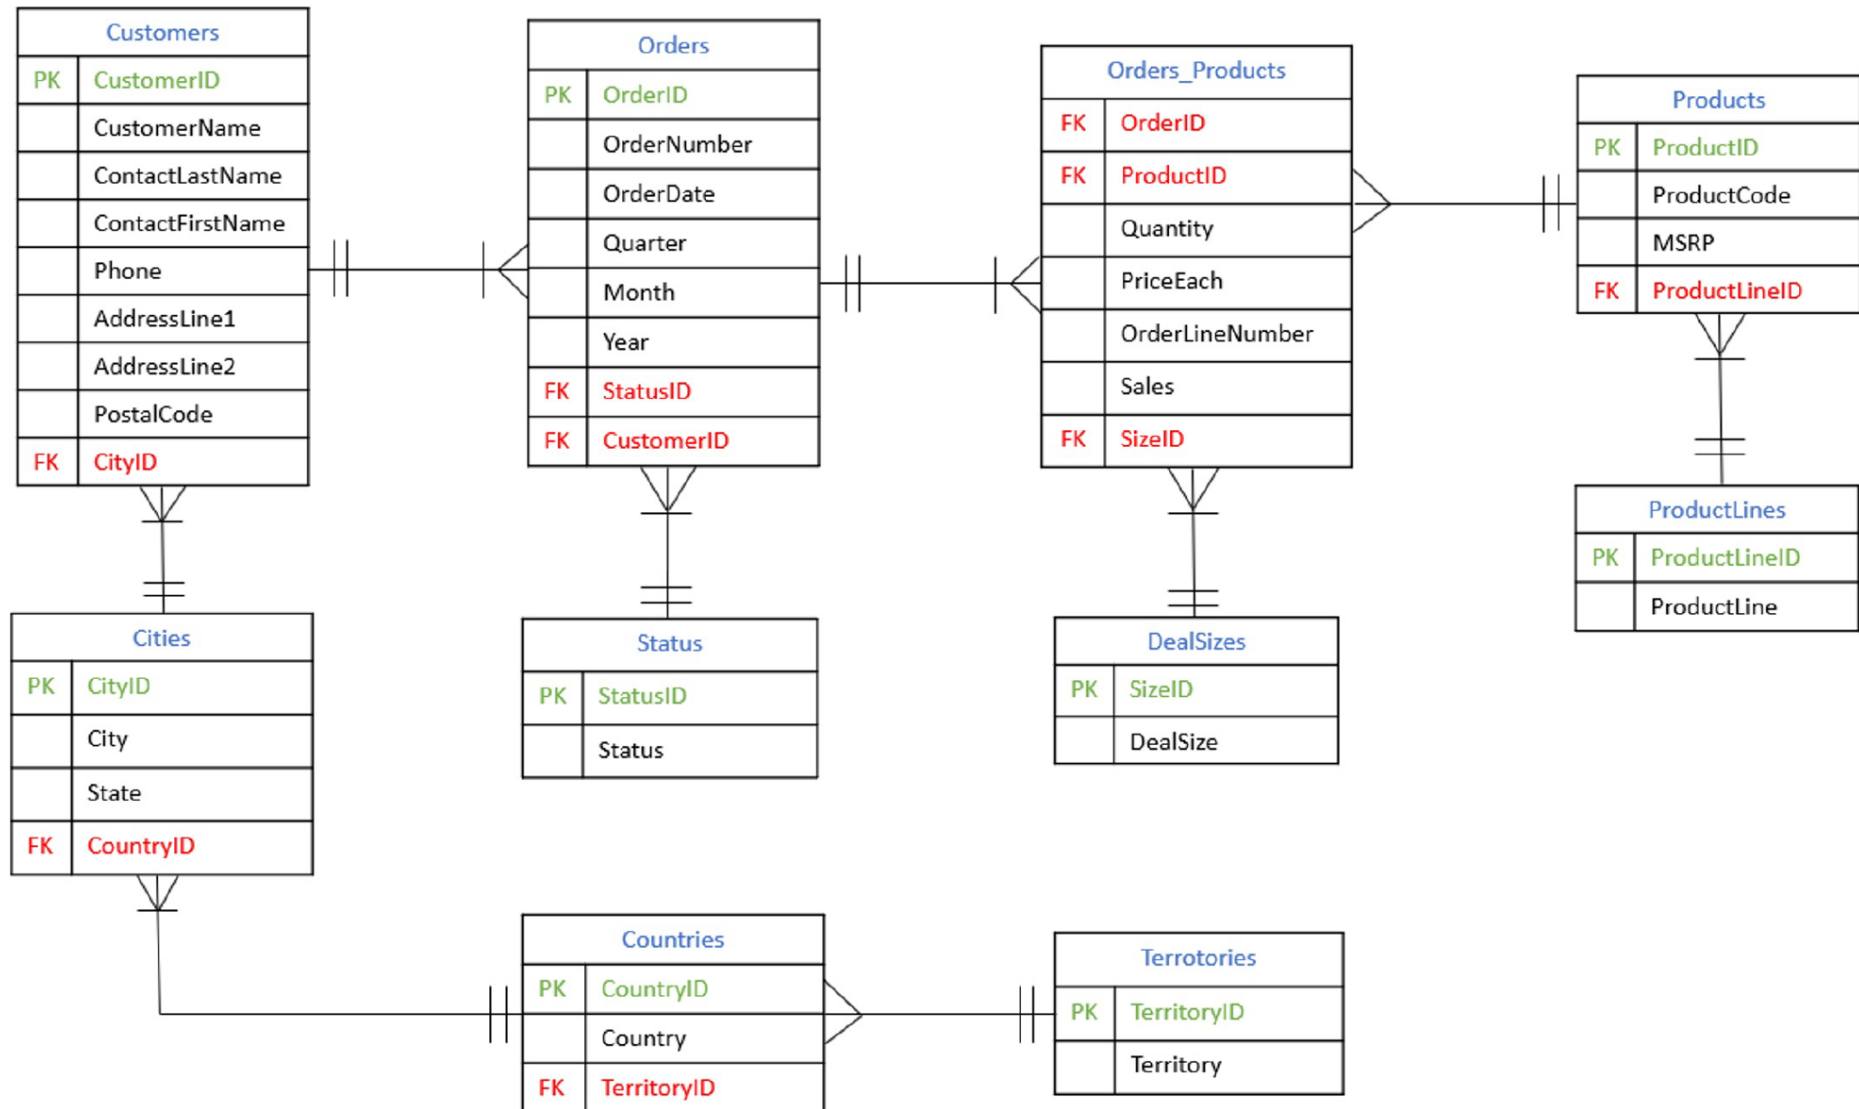 Customers
PK CustomerID
CustomerName
ContactLastName
ContactFirstName
Phone
AddressLine1
AddressLine2
PostalCode
FK CityID
Orders
PK OrderID
OrderNumber
OrderDate
Quarter
Month
Year
FK StatusID
FK CustomerID
Orders_Products
FK OrderID
FK ProductID
Quantity
PriceEach
OrderLineNumber
Sales
FK SizeID
Products
PK ProductID
ProductCode
MSRP
FK ProductLineID
ProductLines
PK ProductLineID
ProductLine
Cities
PK CityID
City
State
FK CountryID
Status
PK StatusID
Status
DealSizes
PK SizeID
DealSize
Countries
PK CountryID
Country
FK TerritoryID
Terrotories
PK TerritoryID
Territory